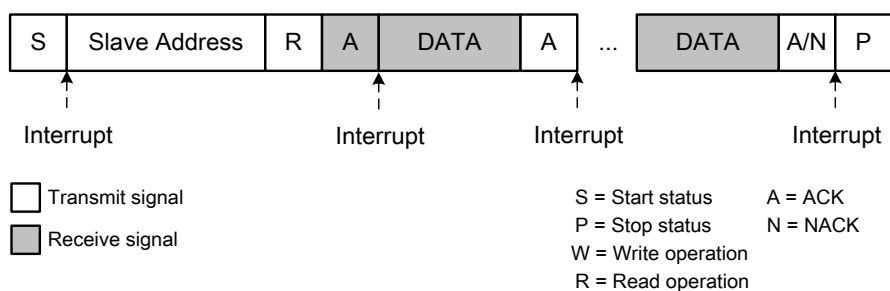 S Slave Address R A DATA A ... DATA A/N P
Interrupt Interrupt Interrupt Interrupt
Transmit signal
Receive signal
S = Start status A = ACK
P = Stop status N = NACK
W = Write operation
R = Read operation